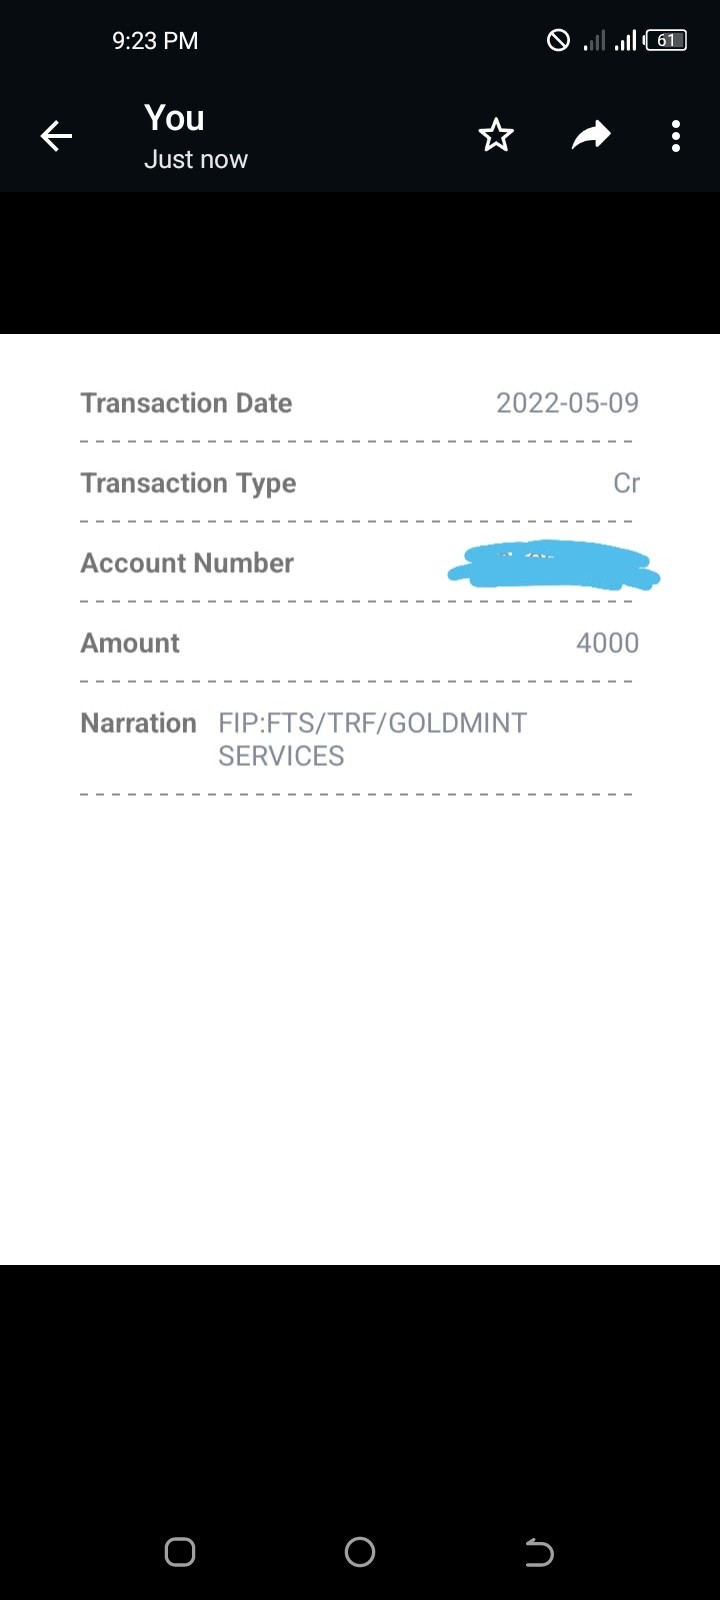 9:23 PM
61
You
Just now
Transaction Date 2022-05-09
Transaction Type Cr
Account Number
Amount 4000
Narration FIP:FTS/TRF/GOLDMINT
SERVICES